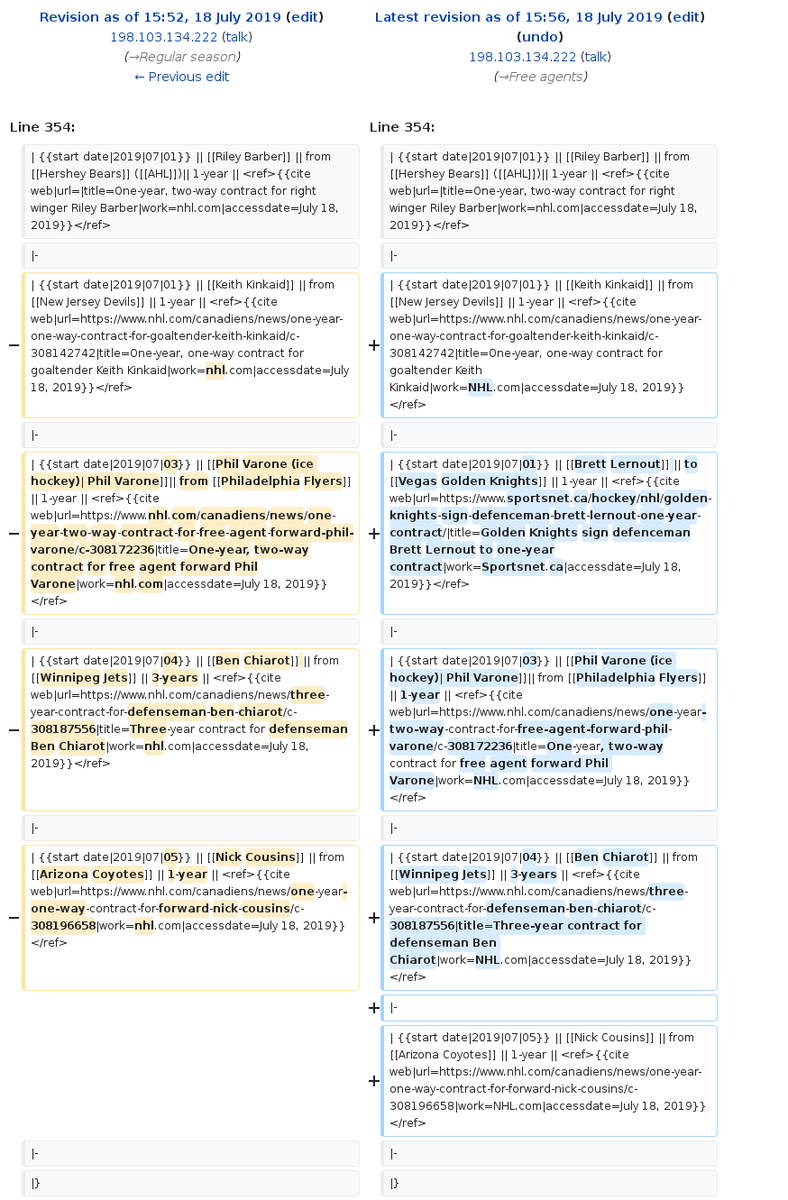 Revision as of 15:52, 18 July 2019 (edit)
198.103.134.222 (talk)
(→Regular season)
← Previous edit
Latest revision as of 15:56, 18 July 2019 (edit)
(undo)
198.103.134.222 (talk)
(→Free agents)
Line 354:
Line 354:
| {{start date|2019|07|01}} || [[Riley Barber]] || from
[[Hershey Bears]] ([[AHL]])|| 1-year || <ref>{{cite
web|url=|title=One-year, two-way contract for right
winger Riley Barber|work=nhl.com|accessdate=July 18,
2019}}</ref>
| {{start date|2019|07|01}} || [[Riley Barber]] || from
[[Hershey Bears]] ([[AHL]])|| 1-year || <ref>{{cite
web|url=|title=One-year, two-way contract for right
winger Riley Barber|work=nhl.com|accessdate=July 18,
2019}}</ref>
|-
|-
−
| {{start date|2019|07|01}} || [[Keith Kinkaid]] || from
[[New Jersey Devils]] || 1-year || <ref>{{cite
web|url=https://www.nhl.com/canadiens/news/one-year-
one-way-contract-for-goaltender-keith-kinkaid/c-
308142742|title=One-year, one-way contract for
goaltender Keith Kinkaid|work=nhl.com|accessdate=July
18, 2019}}</ref>
+
| {{start date|2019|07|01}} || [[Keith Kinkaid]] || from
[[New Jersey Devils]] || 1-year || <ref>{{cite
web|url=https://www.nhl.com/canadiens/news/one-year-
one-way-contract-for-goaltender-keith-kinkaid/c-
308142742|title=One-year, one-way contract for
goaltender Keith
Kinkaid|work=NHL.com|accessdate=July 18, 2019}}
</ref>
|-
|-
−
| {{start date|2019|07|03}} || [[Phil Varone (ice
hockey)| Phil Varone]]|| from [[Philadelphia Flyers]]
|| 1-year || <ref>{{cite
web|url=https://www.nhl.com/canadiens/news/one-
year-two-way-contract-for-free-agent-forward-phil-
varone/c-308172236|title=One-year, two-way
contract for free agent forward Phil
Varone|work=nhl.com|accessdate=July 18, 2019}}
</ref>
+
| {{start date|2019|07|01}} || [[Brett Lernout]] || to
[[Vegas Golden Knights]] || 1-year || <ref>{{cite
web|url=https://www.sportsnet.ca/hockey/nhl/golden-
knights-sign-defenceman-brett-lernout-one-year-
contract/|title=Golden Knights sign defenceman
Brett Lernout to one-year
contract|work=Sportsnet.ca|accessdate=July 18,
2019}}</ref>
|-
|-
−
| {{start date|2019|07|04}} || [[Ben Chiarot]] || from
[[Winnipeg Jets]] || 3-years || <ref>{{cite
web|url=https://www.nhl.com/canadiens/news/three-
year-contract-for-defenseman-ben-chiarot/c-
308187556|title=Three-year contract for defenseman
Ben Chiarot|work=nhl.com|accessdate=July 18,
2019}}</ref>
+
| {{start date|2019|07|03}} || [[Phil Varone (ice
hockey)| Phil Varone]]|| from [[Philadelphia Flyers]]
|| 1-year || <ref>{{cite
web|url=https://www.nhl.com/canadiens/news/one-year-
two-way-contract-for-free-agent-forward-phil-
varone/c-308172236|title=One-year, two-way
contract for free agent forward Phil
Varone|work=NHL.com|accessdate=July 18, 2019}}
</ref>
|-
|-
−
| {{start date|2019|07|05}} || [[Nick Cousins]] || from
[[Arizona Coyotes]] || 1-year || <ref>{{cite
web|url=https://www.nhl.com/canadiens/news/one-year-
one-way-contract-for-forward-nick-cousins/c-
308196658|work=nhl.com|accessdate=July 18, 2019}}
</ref>
+
| {{start date|2019|07|04}} || [[Ben Chiarot]] || from
[[Winnipeg Jets]] || 3-years || <ref>{{cite
web|url=https://www.nhl.com/canadiens/news/three-
year-contract-for-defenseman-ben-chiarot/c-
308187556|title=Three-year contract for
defenseman Ben
Chiarot|work=NHL.com|accessdate=July 18, 2019}}
</ref>
+
|-
+
| {{start date|2019|07|05}} || [[Nick Cousins]] || from
[[Arizona Coyotes]] || 1-year || <ref>{{cite
web|url=https://www.nhl.com/canadiens/news/one-year-
one-way-contract-for-forward-nick-cousins/c-
308196658|work=NHL.com|accessdate=July 18, 2019}}
</ref>
|-
|-
|}
|}